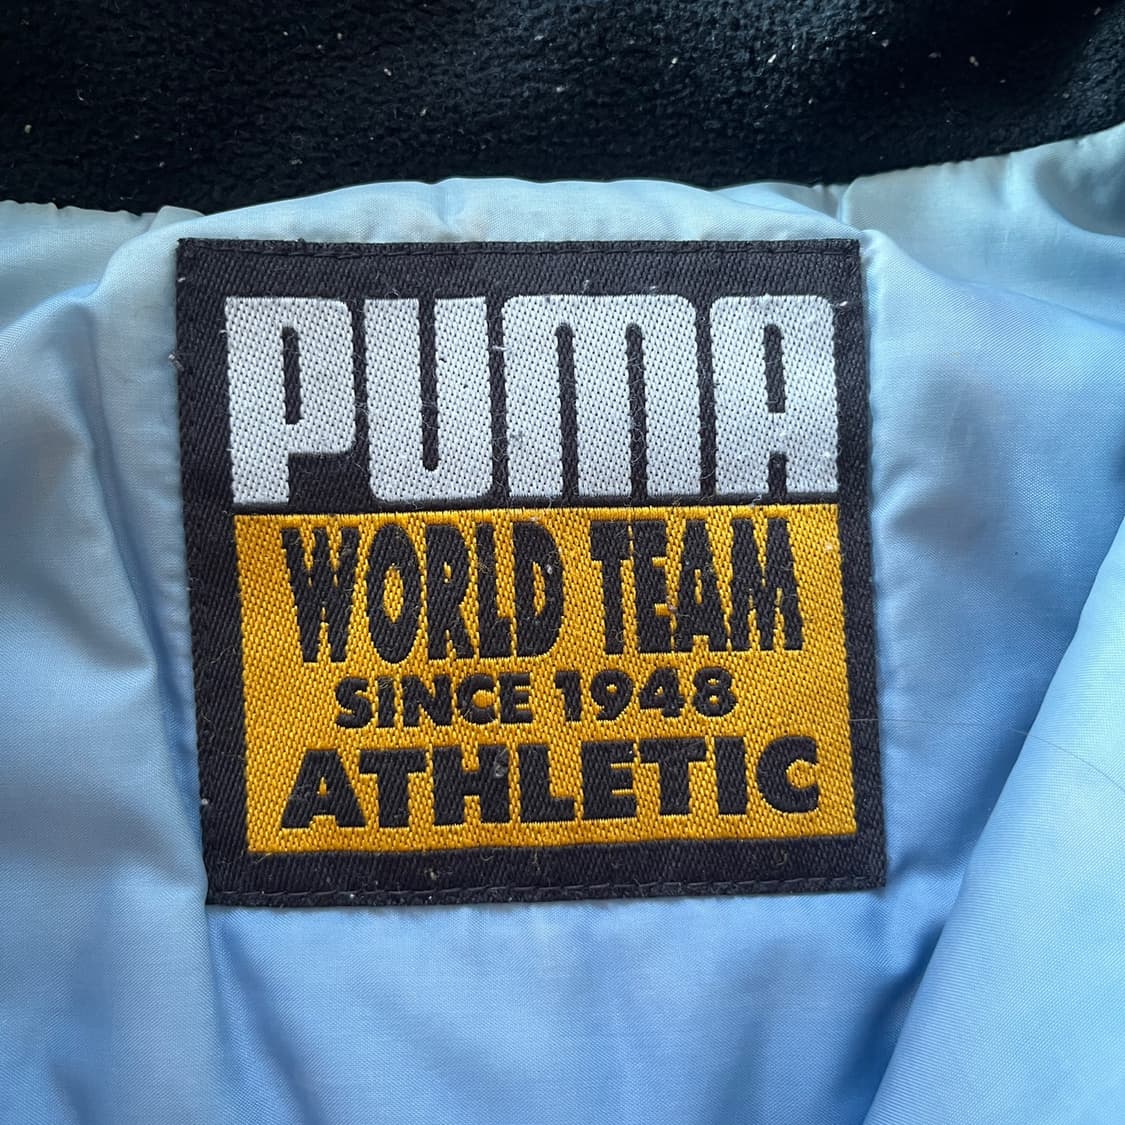 PUMA
WORLD TEAM
SINCE 1948
ATHLETIC